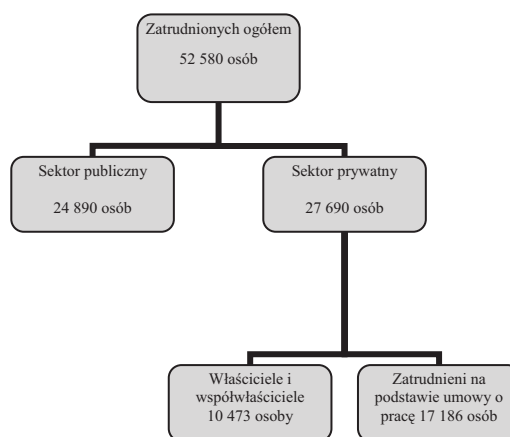 Zatrudnionych ogółem
52 580 osób
Sektor publiczny
24 890 osób
Sektor prywatny
27 690 osób
Właściciele i
współwłaściciele
10 473 osoby
Zatrudnieni na
podstawie umowy o
pracę 17 186 osób